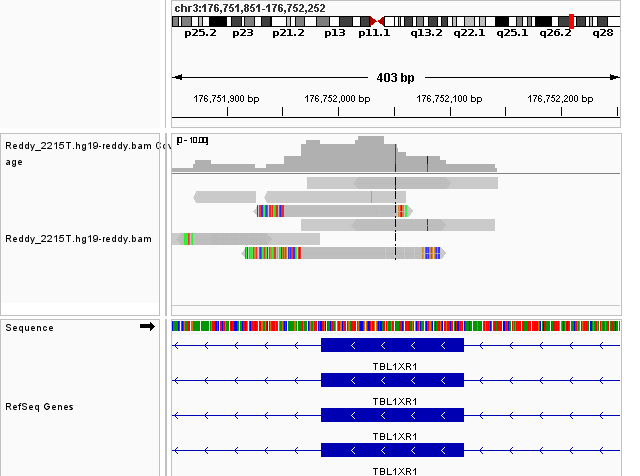 chr3:176,751,851-176,752,252
p25.2 p23 p21.2 p13 p11.1 q13.2 q22.1 q25.1 q26.2 q28
403 bp
176,751,900 bp 176,752,000 bp 176,752,100 bp 176,752,200 bp
Reddy_2215T.hg19-reddy.bam Cov
age
[0 - 10.00]
Reddy_2215T.hg19-reddy.bam
Sequence
TBL1XR1
TBL1XR1
RefSeq Genes
TBL1XR1
TBL1XR1